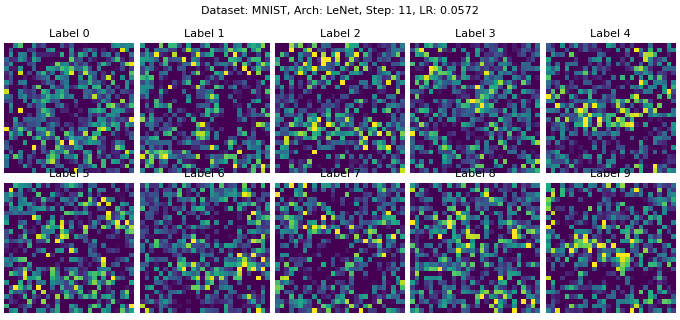 Dataset: MNIST, Arch: LeNet, Step: 11, LR: 0.0572
Label 0 Label 1 Label 2 Label 3 Label 4
Label 5 Label 6 Label 7 Label 8 Label 9